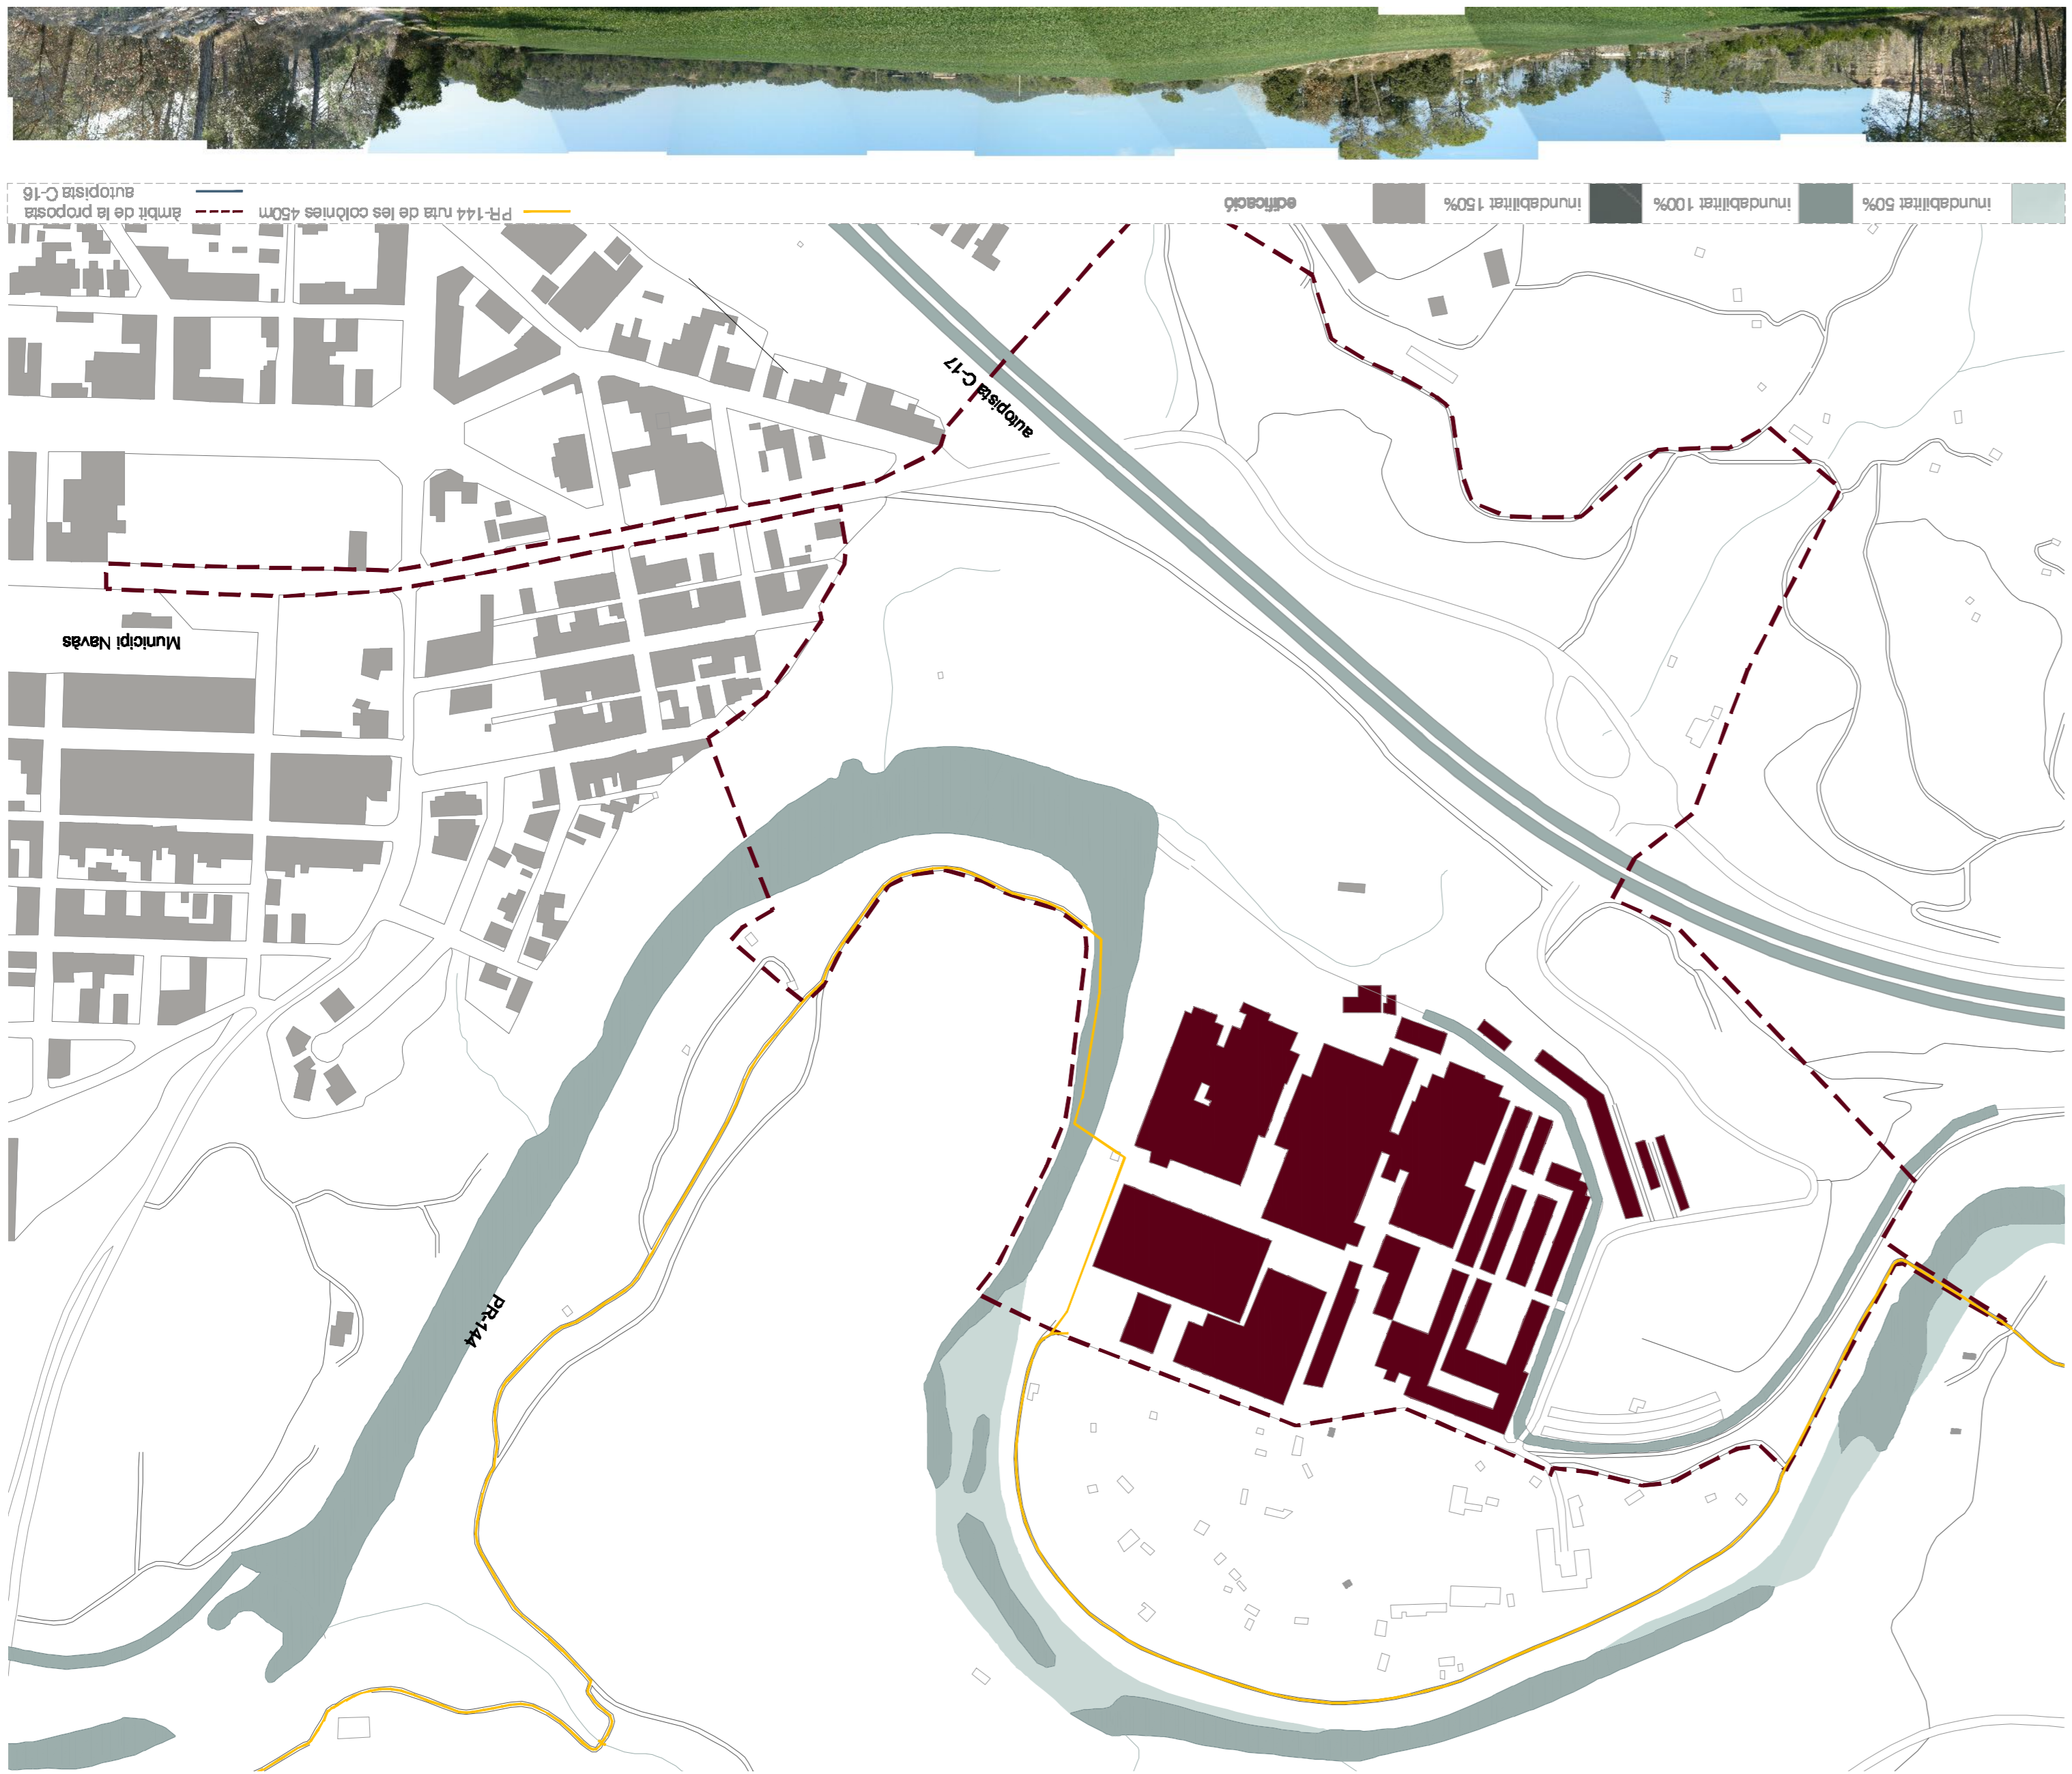 PR-144
Municipi Navàs
autopista C-17
inundabilitat 50%
inundabilitat 100%
inundabilitat 150%
edificació
PR-144 ruta de les colònies 450m
àmbit de la proposta
autopista C-16